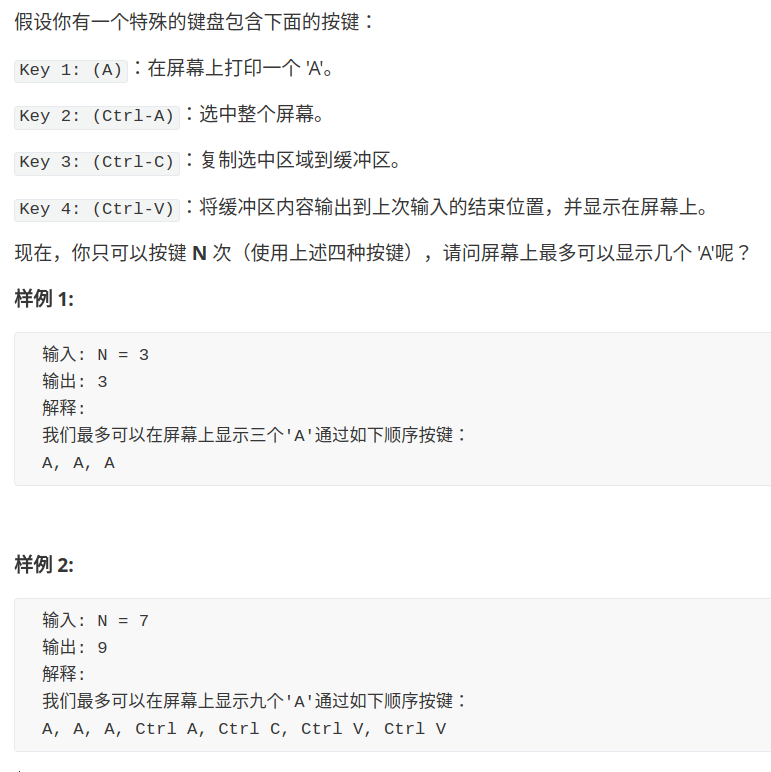 假设你有一个特殊的键盘包含下面的按键：
Key 1: (A)：在屏幕上打印一个 'A'。
Key 2: (Ctrl-A)：选中整个屏幕。
Key 3: (Ctrl-C)：复制选中区域到缓冲区。
Key 4: (Ctrl-V)：将缓冲区内容输出到上次输入的结束位置，并显示在屏幕上。
现在，你只可以按键 N 次（使用上述四种按键），请问屏幕上最多可以显示几个 'A'呢？
样例 1:
输入: N = 3
输出: 3
解释:
我们最多可以在屏幕上显示三个'A'通过如下顺序按键：
A, A, A
样例 2:
输入: N = 7
输出: 9
解释:
我们最多可以在屏幕上显示九个'A'通过如下顺序按键：
A, A, A, Ctrl A, Ctrl C, Ctrl V, Ctrl V